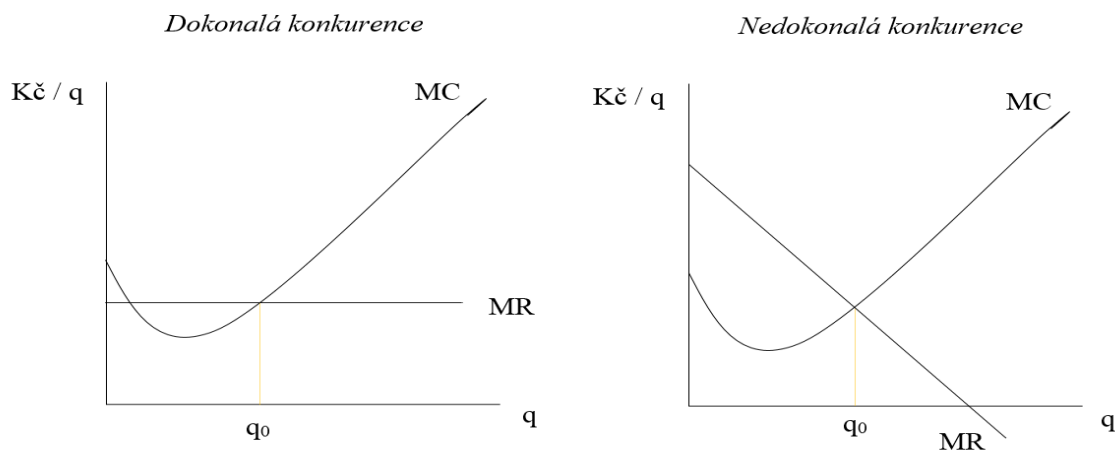 Dokonalá konkurence
Kč / q
MC
MR
q₀
q
Nedokonalá konkurence
Kč / q
MC
MR
q₀
q